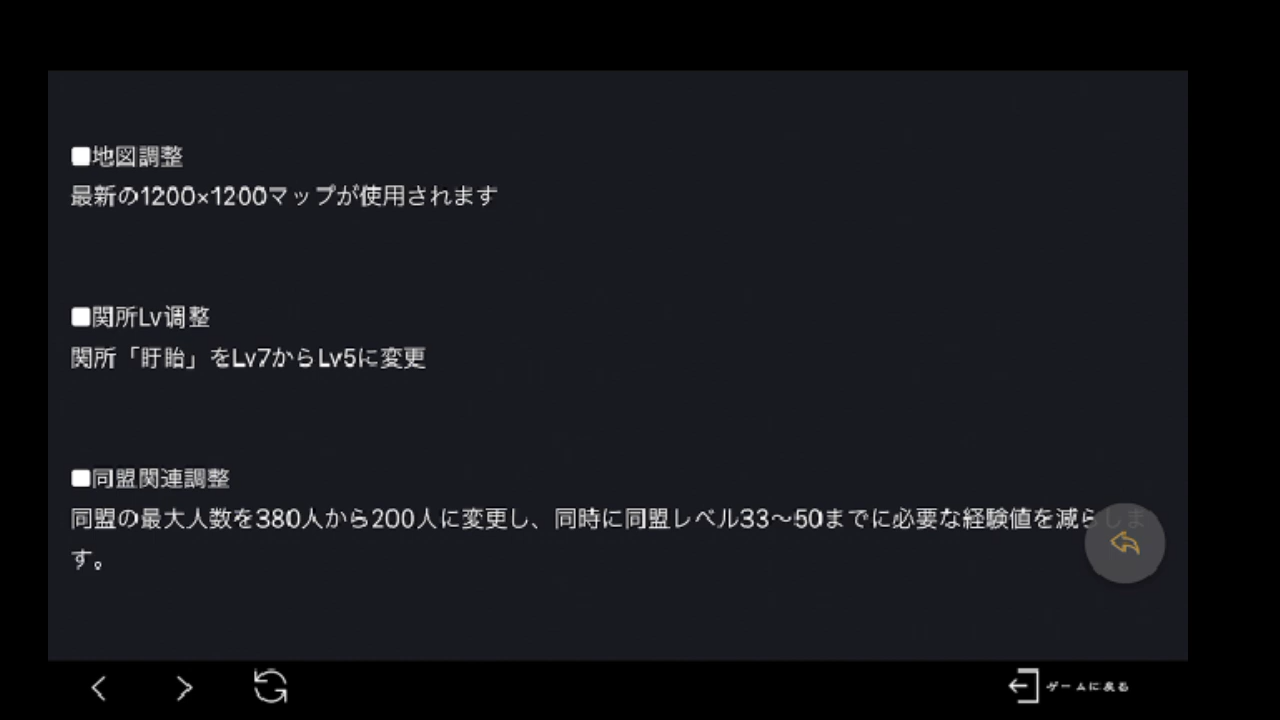 ■地図調整
最新の1200×1200マップが使用されます
■関所Lv调整
関所「盱眙」をLv7からLv5に変更
■同盟関連調整
同盟の最大人数を380人から200人に変更し、同時に同盟レベル33〜50までに必要な経験値を減らしま
す。
ゲームに戻る